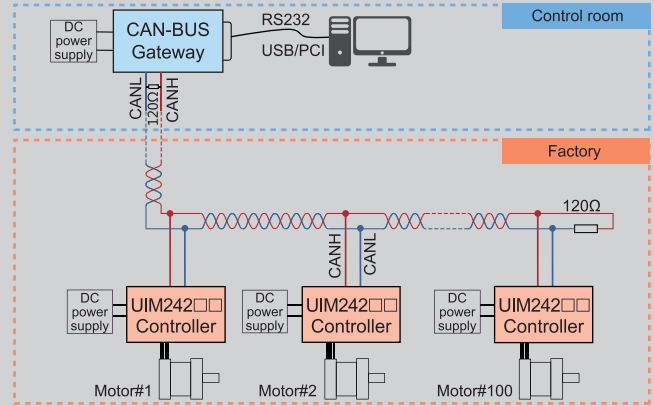 Control room
DC
power
supply
CAN-BUS
Gateway
RS232
USB/PCI
CANL
120Ω
CANH
Factory
120Ω
CANH
CANL
DC
power
supply
UIM242□□
Controller
DC
power
supply
UIM242□□
Controller
DC
power
supply
UIM242□□
Controller
Motor#1
Motor#2
Motor#100